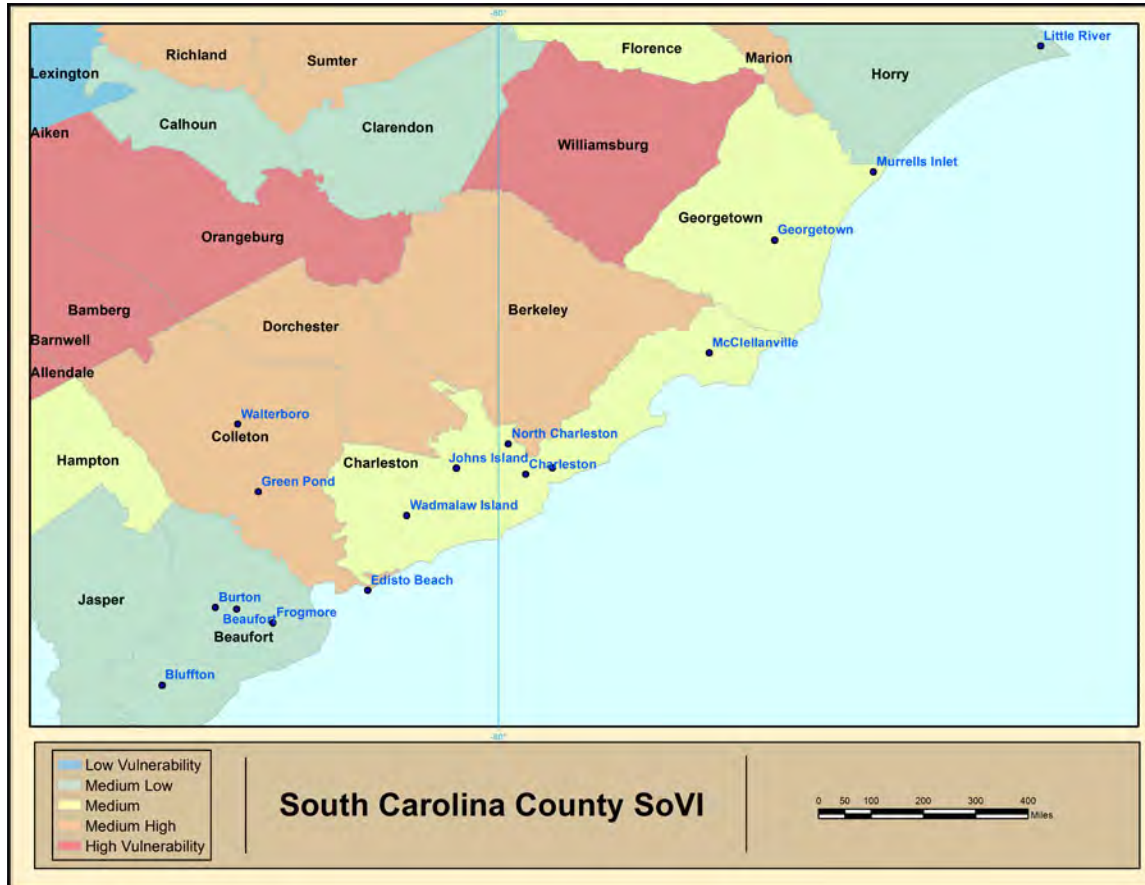 -80°
Little River
Florence
Richland
Marion
Sumter
Lexington
Horry
Calhoun
Clarendon
Aiken
Williamsburg
Murrells Inlet
Georgetown
Georgetown
Orangeburg
Bamberg
Berkeley
Dorchester
Barnwell
McClellanville
Allendale
Walterboro
Colleton
North Charleston
Hampton
Charleston
Johns Island
Charleston
Green Pond
Wadmalaw Island
Edisto Beach
Jasper
Burton
Beaufort
Frogmore
Beaufort
Bluffton
-80°
Low Vulnerability
Medium Low
Medium
Medium High
High Vulnerability
South Carolina County SoVI
0 50 100 200 300 400
Miles